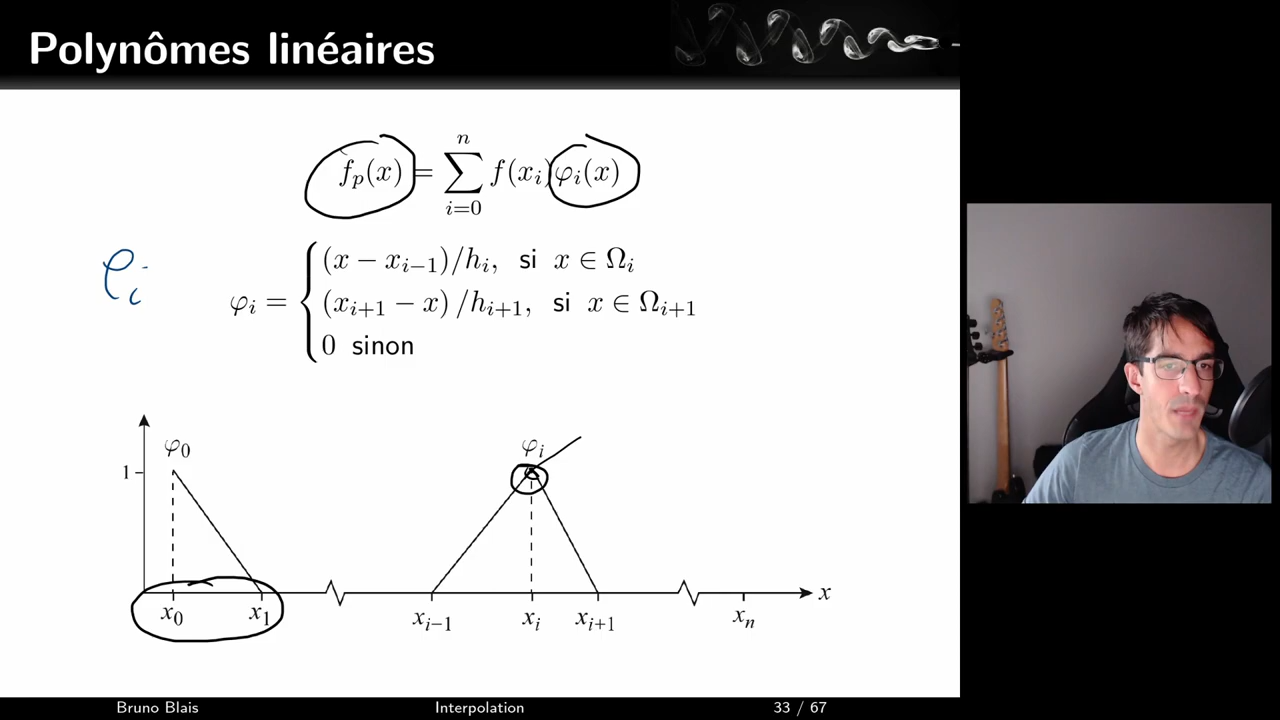 Polynômes linéaires
f_p(x) = \sum_{i=0}^{n} f(x_i) φ_i(x)
φ_i
φ_i = { (x − x_{i−1})/h_i, si x ∈ Ω_i
(x_{i+1} − x)/h_{i+1}, si x ∈ Ω_{i+1}
0 sinon
φ_0 φ_i
1
x
x_0 x_1 x_{i−1} x_i x_{i+1} x_n
Bruno Blais Interpolation 33 / 67